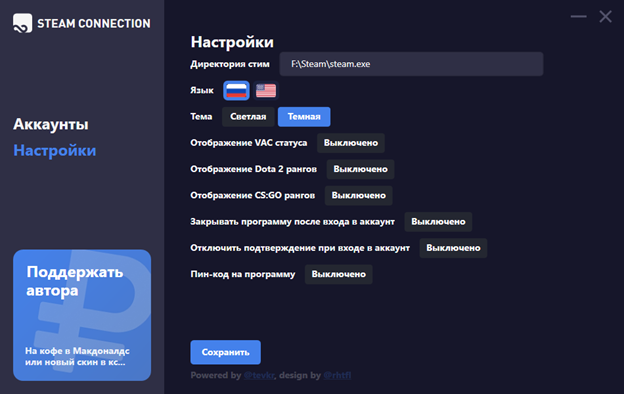 STEAM CONNECTION
Аккаунты
Настройки
Поддержать
автора
На кофе в Макдоналдс
или новый скин в кс...
Настройки
Директория стим F:\Steam\steam.exe
Язык
Тема Светлая Темная
Отображение VAC статуса Выключено
Отображение Dota 2 рангов Выключено
Отображение CS:GO рангов Выключено
Закрывать программу после входа в аккаунт Выключено
Отключить подтверждение при входе в аккаунт Выключено
Пин-код на программу Выключено
Сохранить
Powered by design by